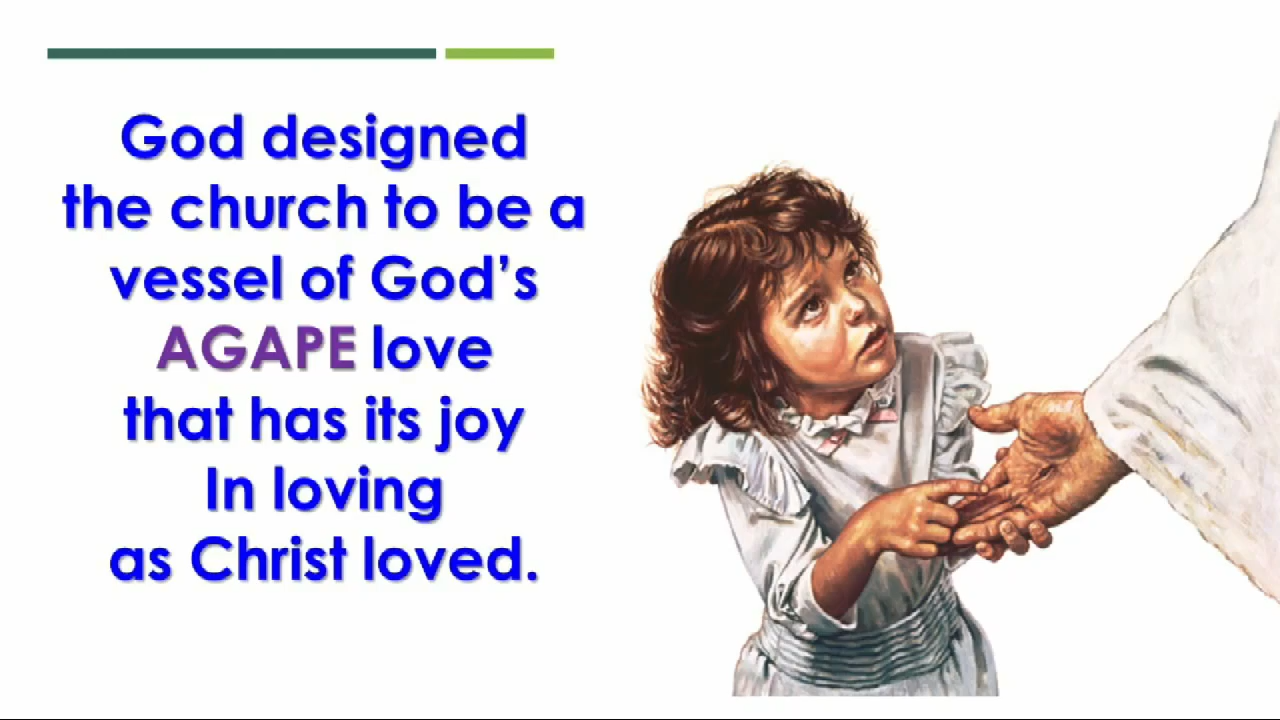 God designed
the church to be a
vessel of God’s
AGAPE love
that has its joy
In loving
as Christ loved.